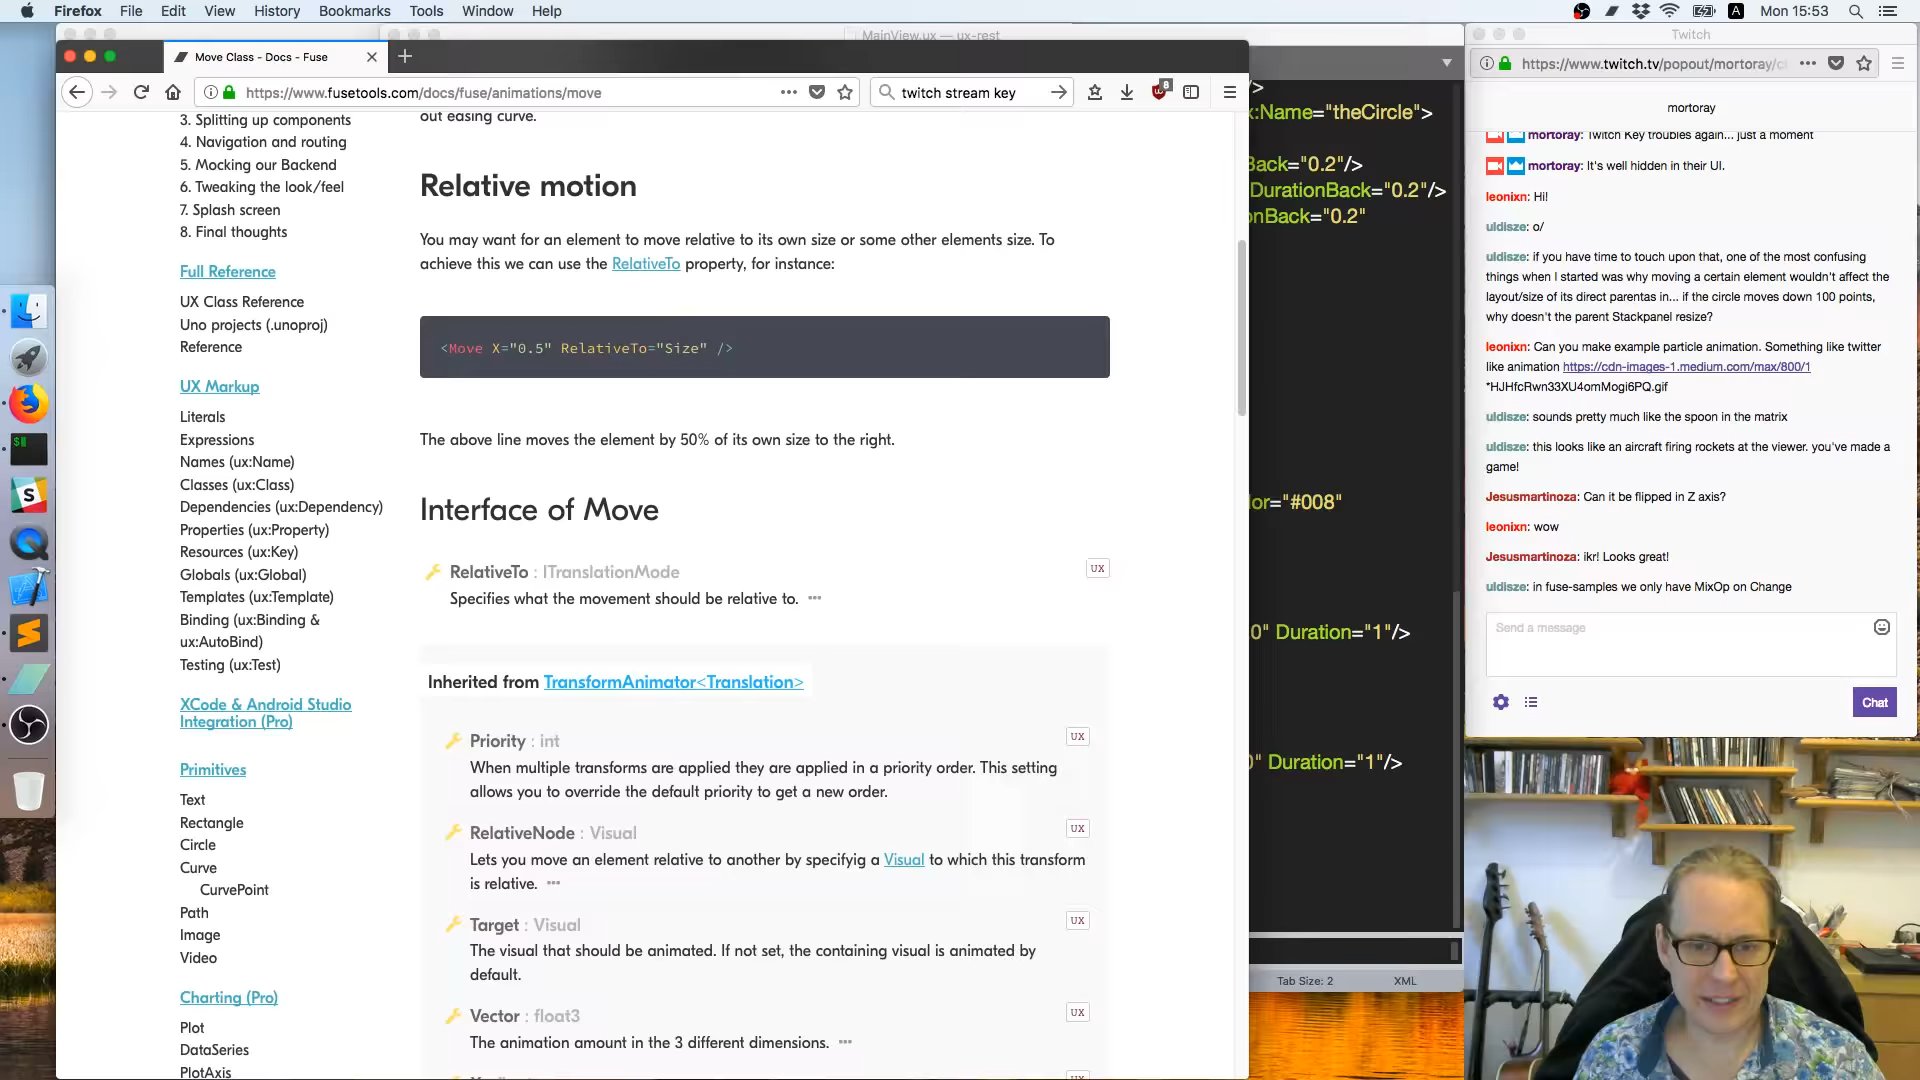 Firefox File Edit View History Bookmarks Tools Window Help
A Mon 15:53
MainView.ux — ux-rest
Twitch
Move Class - Docs - Fuse
https://www.fusetools.com/docs/fuse/animations/move
twitch stream key
8
3. Splitting up components
4. Navigation and routing
5. Mocking our Backend
6. Tweaking the look/feel
7. Splash screen
8. Final thoughts
Full Reference
UX Class Reference
Uno projects (.unoproj)
Reference
UX Markup
Literals
Expressions
Names (ux:Name)
Classes (ux:Class)
Dependencies (ux:Dependency)
Properties (ux:Property)
Resources (ux:Key)
Globals (ux:Global)
Templates (ux:Template)
Binding (ux:Binding &
ux:AutoBind)
Testing (ux:Test)
XCode & Android Studio
Integration (Pro)
Primitives
Text
Rectangle
Circle
Curve
CurvePoint
Path
Image
Video
Charting (Pro)
Plot
DataSeries
PlotAxis
out easing curve.
Relative motion
You may want for an element to move relative to its own size or some other elements size. To
achieve this we can use the RelativeTo property, for instance:
<Move X="0.5" RelativeTo="Size" />
The above line moves the element by 50% of its own size to the right.
Interface of Move
RelativeTo : ITranslationMode
UX
Specifies what the movement should be relative to.
Inherited from TransformAnimator<Translation>
Priority : int
UX
When multiple transforms are applied they are applied in a priority order. This setting
allows you to override the default priority to get a new order.
RelativeNode : Visual
UX
Lets you move an element relative to another by specifyig a Visual to which this transform
is relative.
Target : Visual
UX
The visual that should be animated. If not set, the containing visual is animated by
default.
Vector : float3
UX
The animation amount in the 3 different dimensions.
/>
x:Name="theCircle">
Back="0.2"/>
DurationBack="0.2"/>
onBack="0.2"
lor="#008"
0" Duration="1"/>
0" Duration="1"/>
Tab Size: 2 XML
https://www.twitch.tv/popout/mortoray/c
mortoray
mortoray: Twitch Key troubles again... just a moment
mortoray: It's well hidden in their UI.
leonixn: Hi!
uldisze: o/
uldisze: if you have time to touch upon that, one of the most confusing
things when I started was why moving a certain element wouldn't affect the
layout/size of its direct parentas in... if the circle moves down 100 points,
why doesn't the parent Stackpanel resize?
leonixn: Can you make example particle animation. Something like twitter
like animation https://cdn-images-1.medium.com/max/800/1
*HJHfcRwn33XU4omMogi6PQ.gif
uldisze: sounds pretty much like the spoon in the matrix
uldisze: this looks like an aircraft firing rockets at the viewer. you've made a
game!
Jesusmartinoza: Can it be flipped in Z axis?
leonixn: wow
Jesusmartinoza: ikr! Looks great!
uldisze: in fuse-samples we only have MixOp on Change
Send a message
Chat